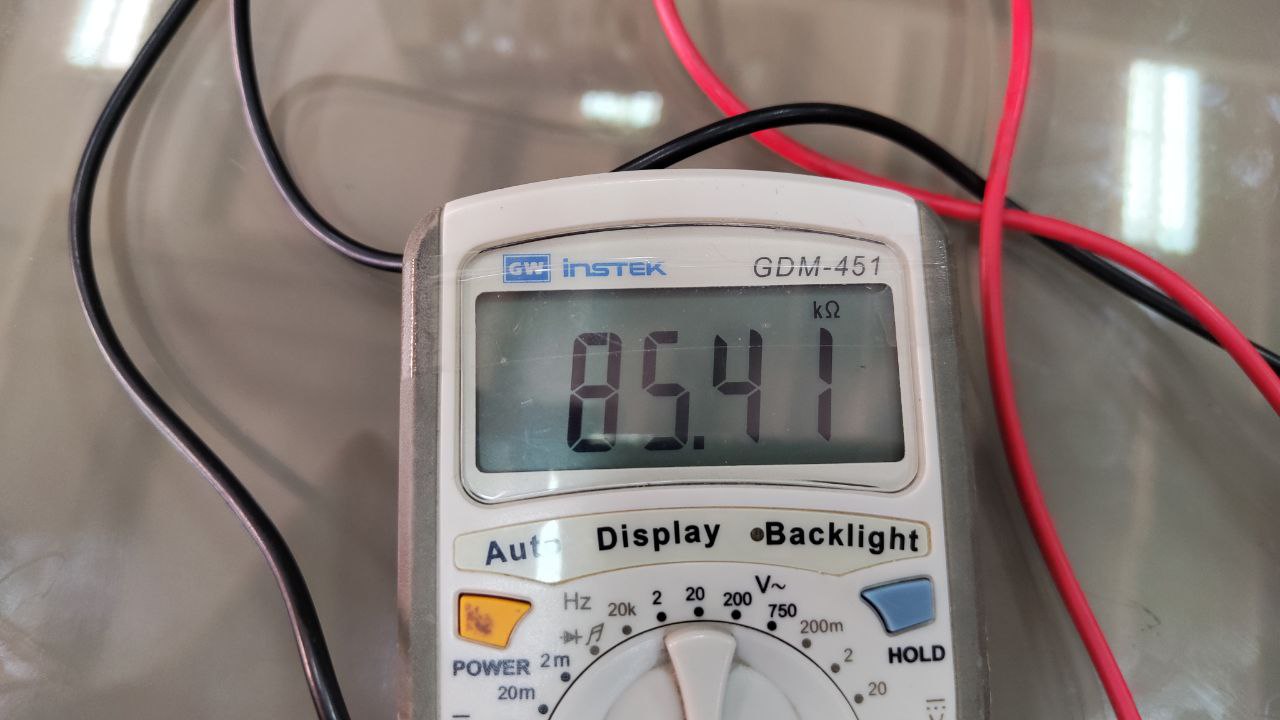 GW INSTEK GDM-451
kΩ
85.41
Auto Display Backlight
Hz 20k 2 20 200 V~ 750 200m 2 20
2m
20m
POWER
HOLD